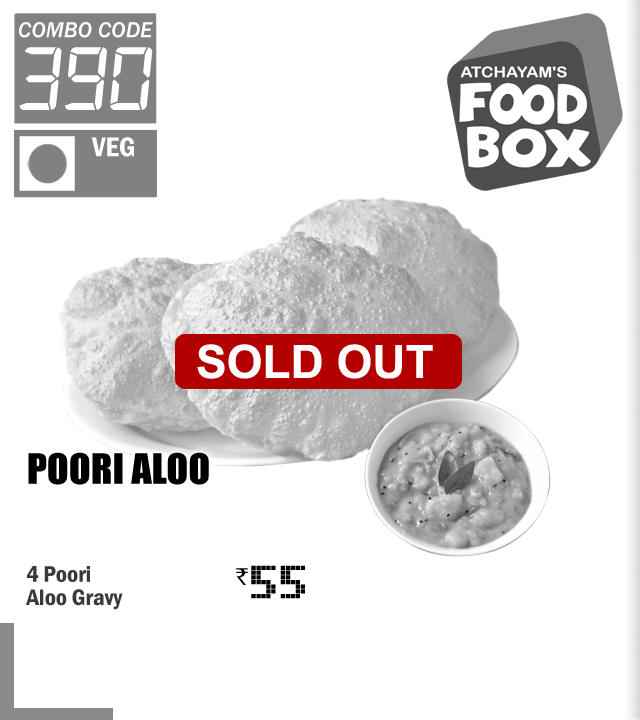 COMBO CODE
390
VEG
ATCHAYAM'S
FOOD
BOX
SOLD OUT
POORI ALOO
4 Poori
Aloo Gravy
₹55